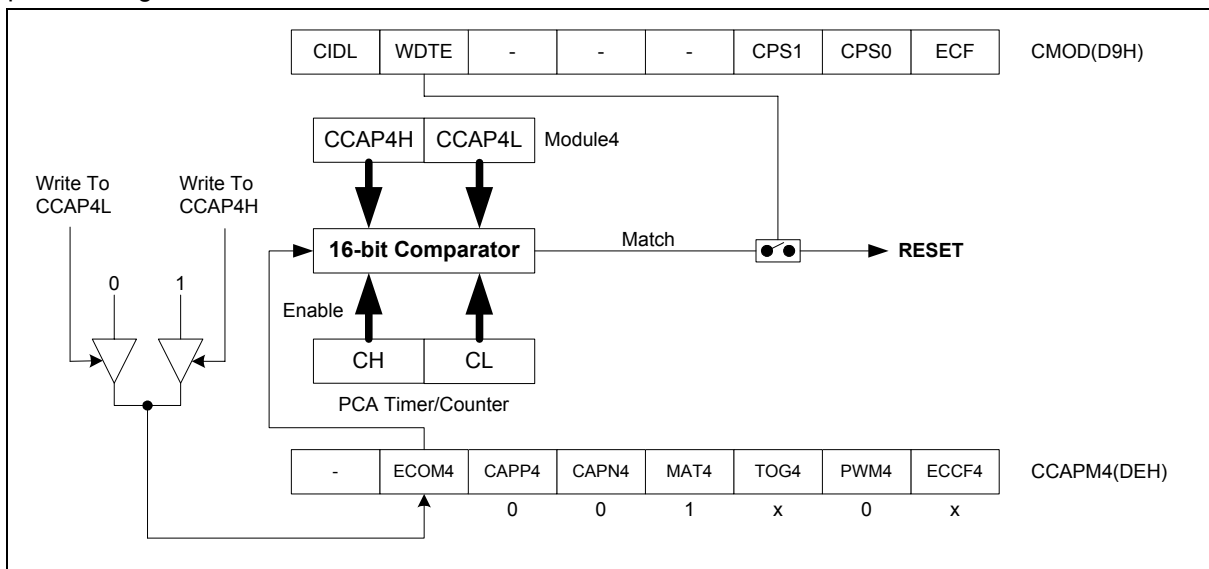 CIDL WDTE - - - CPS1 CPS0 ECF CMOD(D9H)
CCAP4H CCAP4L Module4
Write To
CCAP4L
Write To
CCAP4H
16-bit Comparator
Match
RESET
0 1
Enable
CH CL
PCA Timer/Counter
- ECOM4 CAPP4 CAPN4 MAT4 TOG4 PWM4 ECCF4 CCAPM4(DEH)
0 0 1 x 0 x